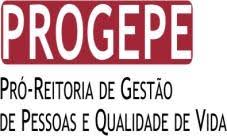 PROGEPE
PRÓ-REITORIA DE GESTÃO
DE PESSOAS E QUALIDADE DE VIDA